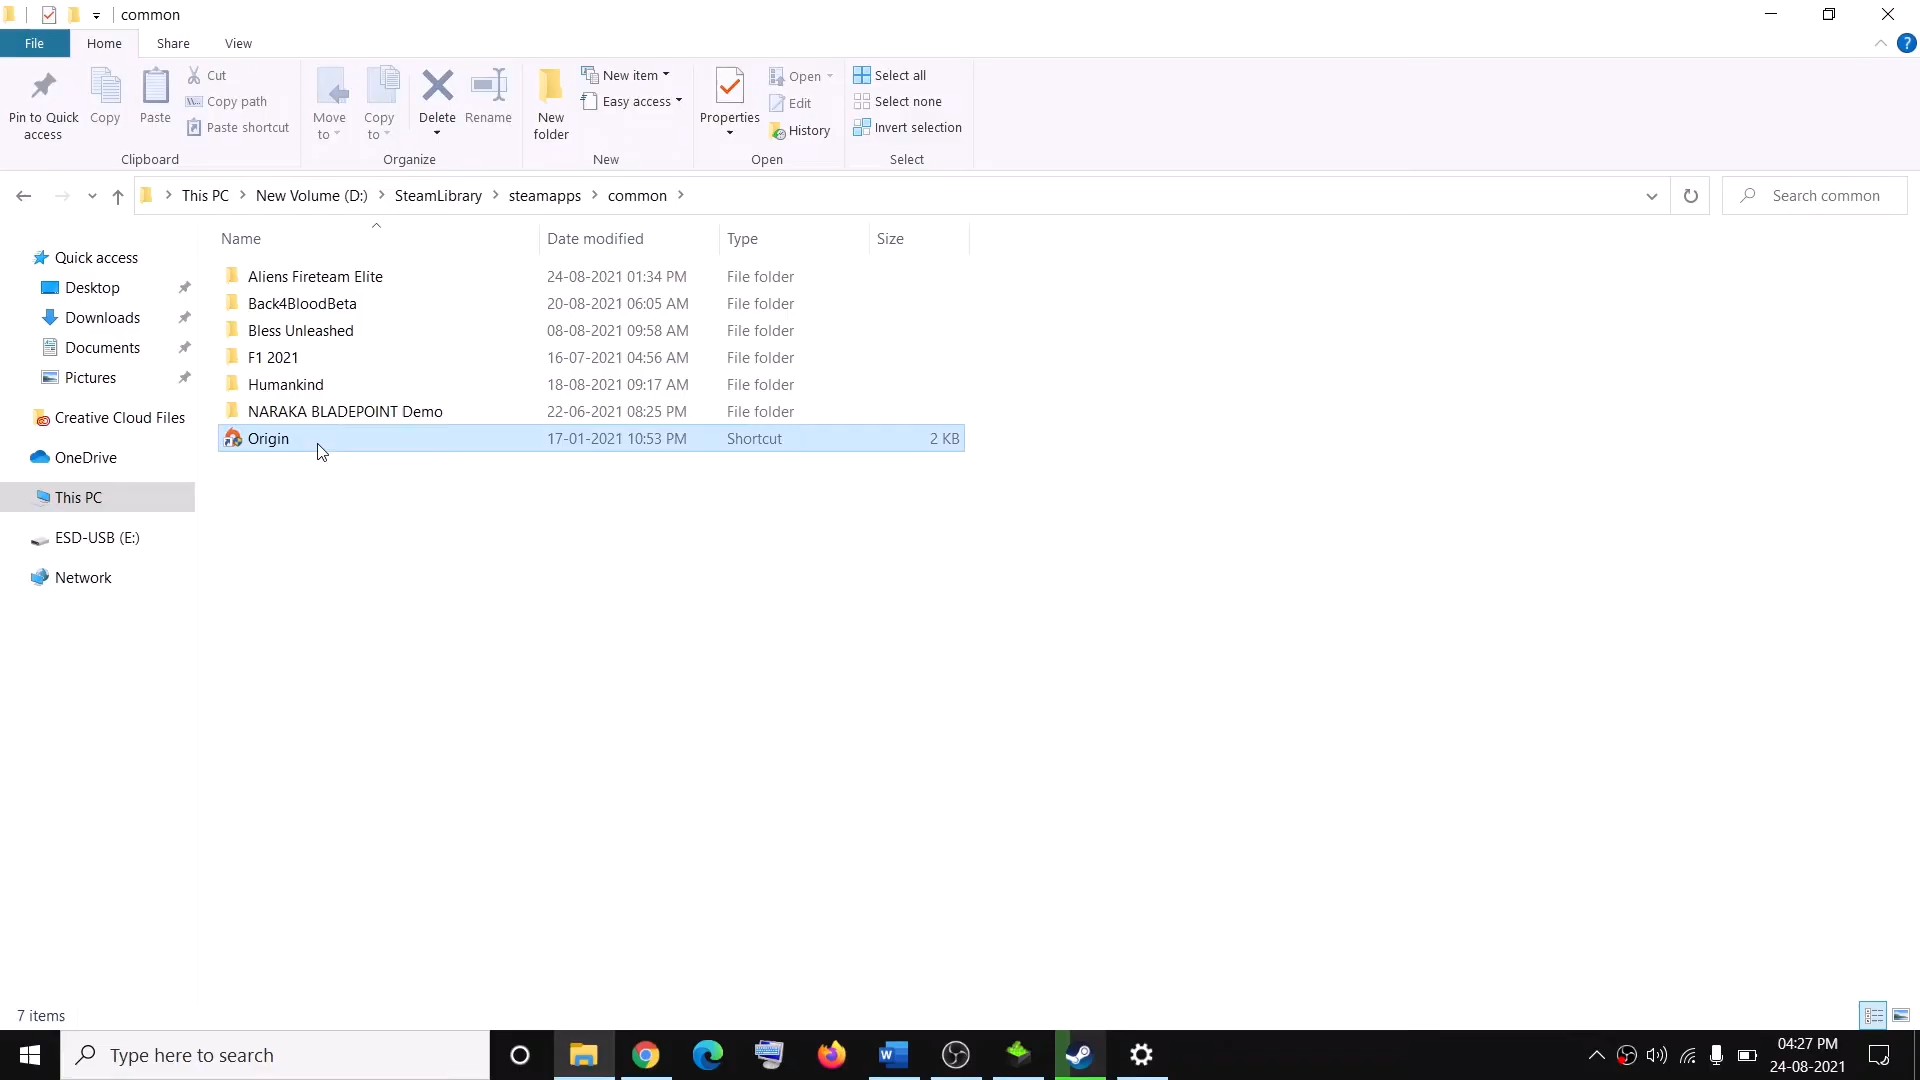 common
File Home Share View
Pin to Quick access
Copy
Paste
Cut
Copy path
Paste shortcut
Clipboard
Move to
Copy to
Delete
Rename
Organize
New folder
New item
Easy access
New
Properties
Open
Edit
History
Open
Select all
Select none
Invert selection
Select
This PC New Volume (D:) SteamLibrary steamapps common
Search common
Name Date modified Type Size
Quick access
Desktop
Downloads
Documents
Pictures
Creative Cloud Files
OneDrive
This PC
ESD-USB (E:)
Network
Aliens Fireteam Elite 24-08-2021 01:34 PM File folder
Back4BloodBeta 20-08-2021 06:05 AM File folder
Bless Unleashed 08-08-2021 09:58 AM File folder
F1 2021 16-07-2021 04:56 AM File folder
Humankind 18-08-2021 09:17 AM File folder
NARAKA BLADEPOINT Demo 22-06-2021 08:25 PM File folder
Origin 17-01-2021 10:53 PM Shortcut 2 KB
7 items
Type here to search
04:27 PM
24-08-2021